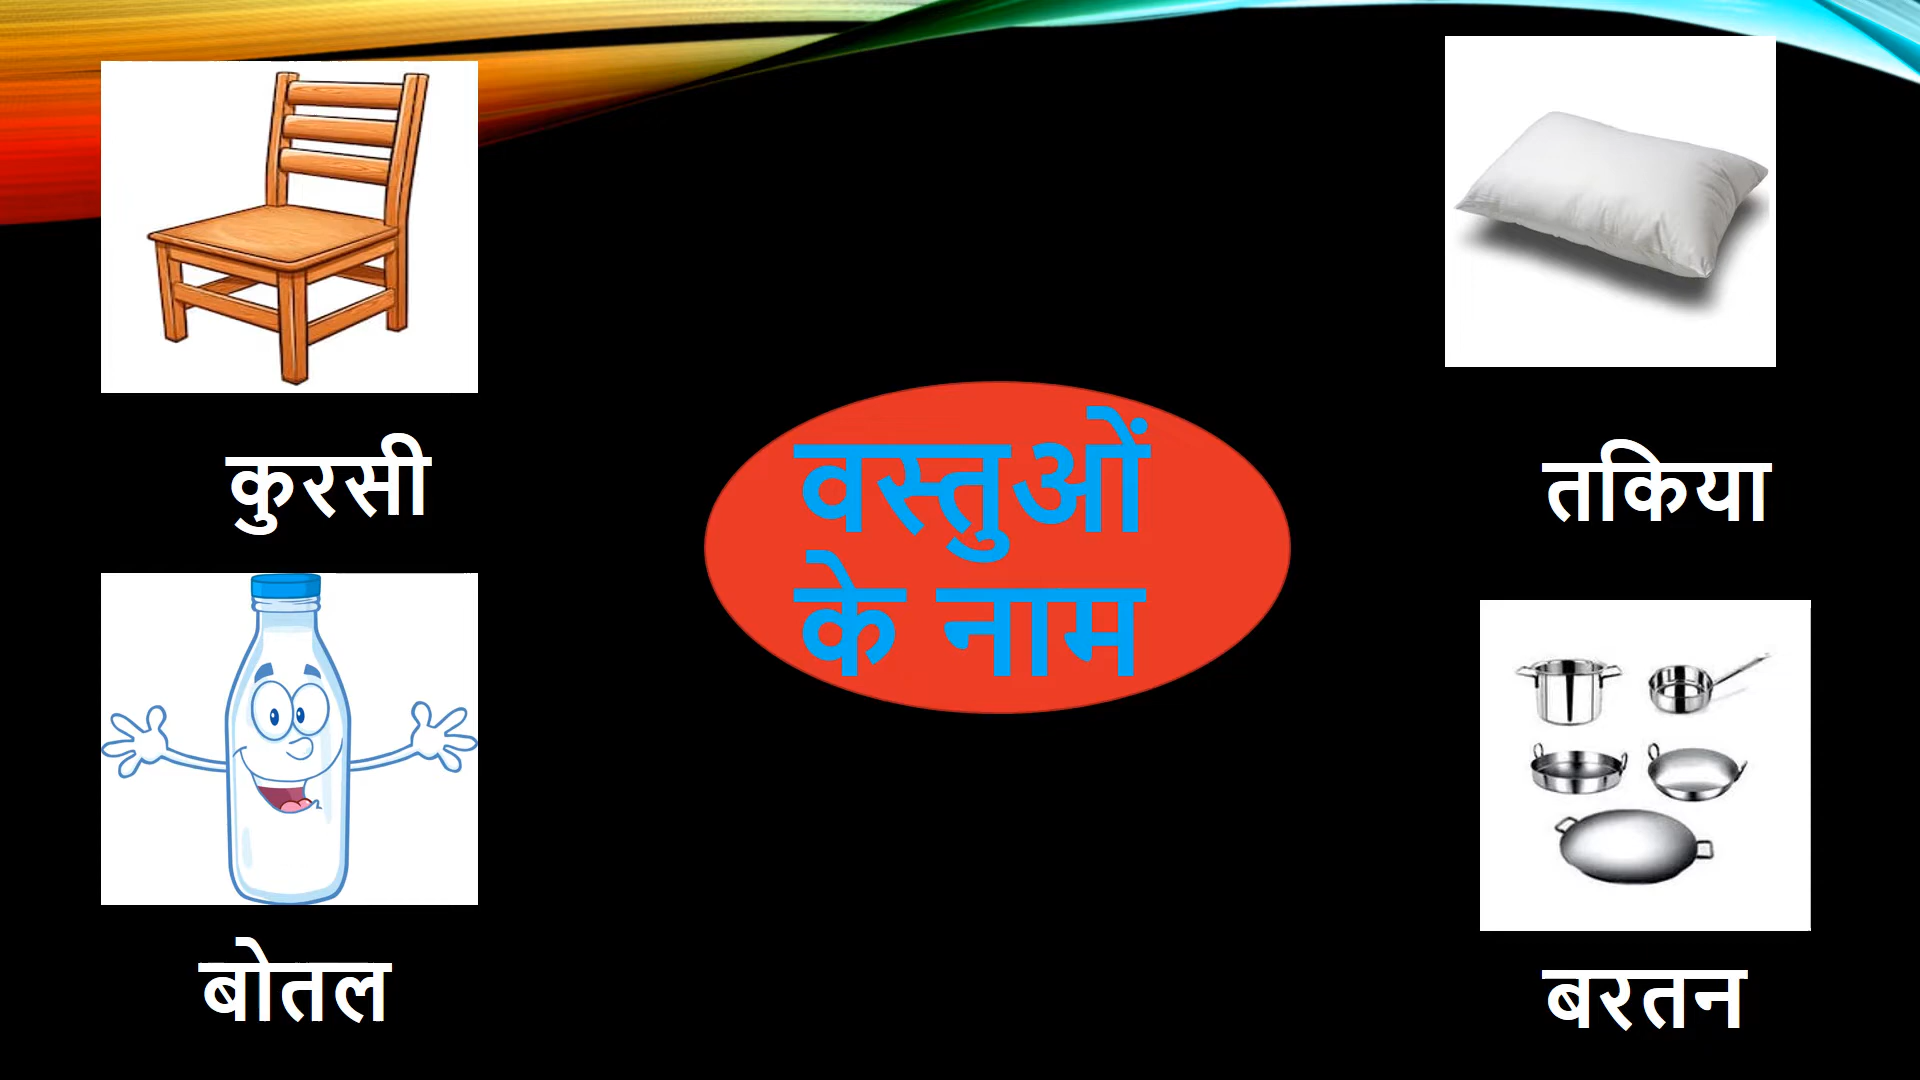 कुरसी
तकिया
वस्तुओं
के नाम
बोतल
बरतन